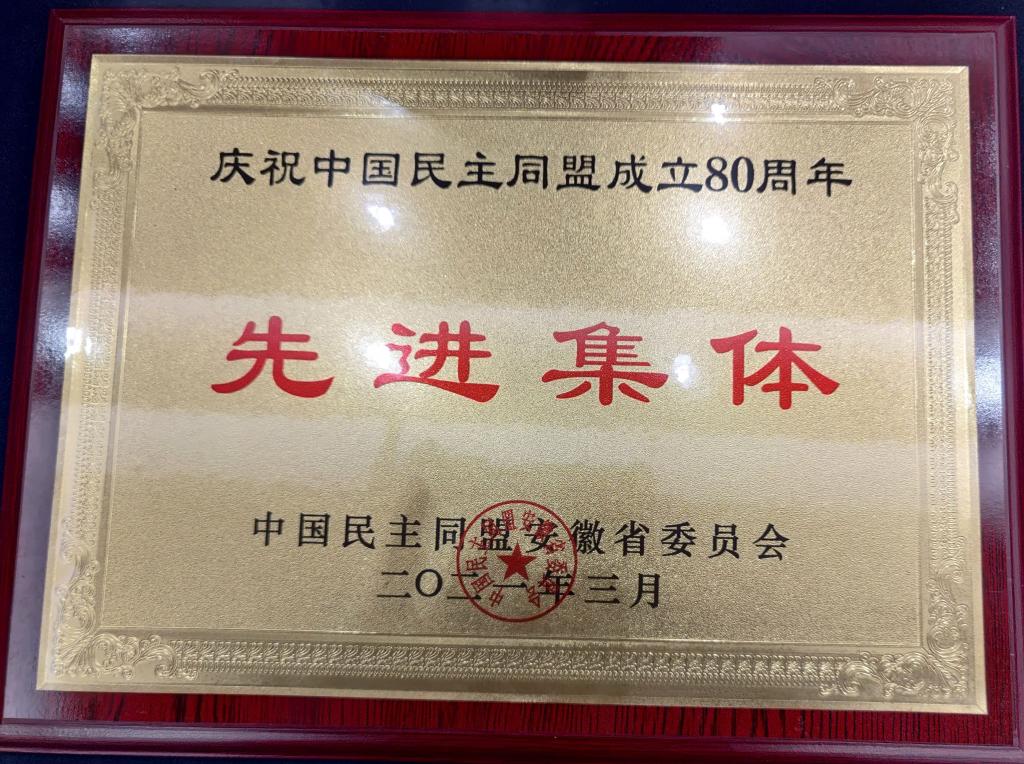 庆祝中国民主同盟成立80周年
先进集体
中国民主同盟安徽省委员会
二〇二一年三月